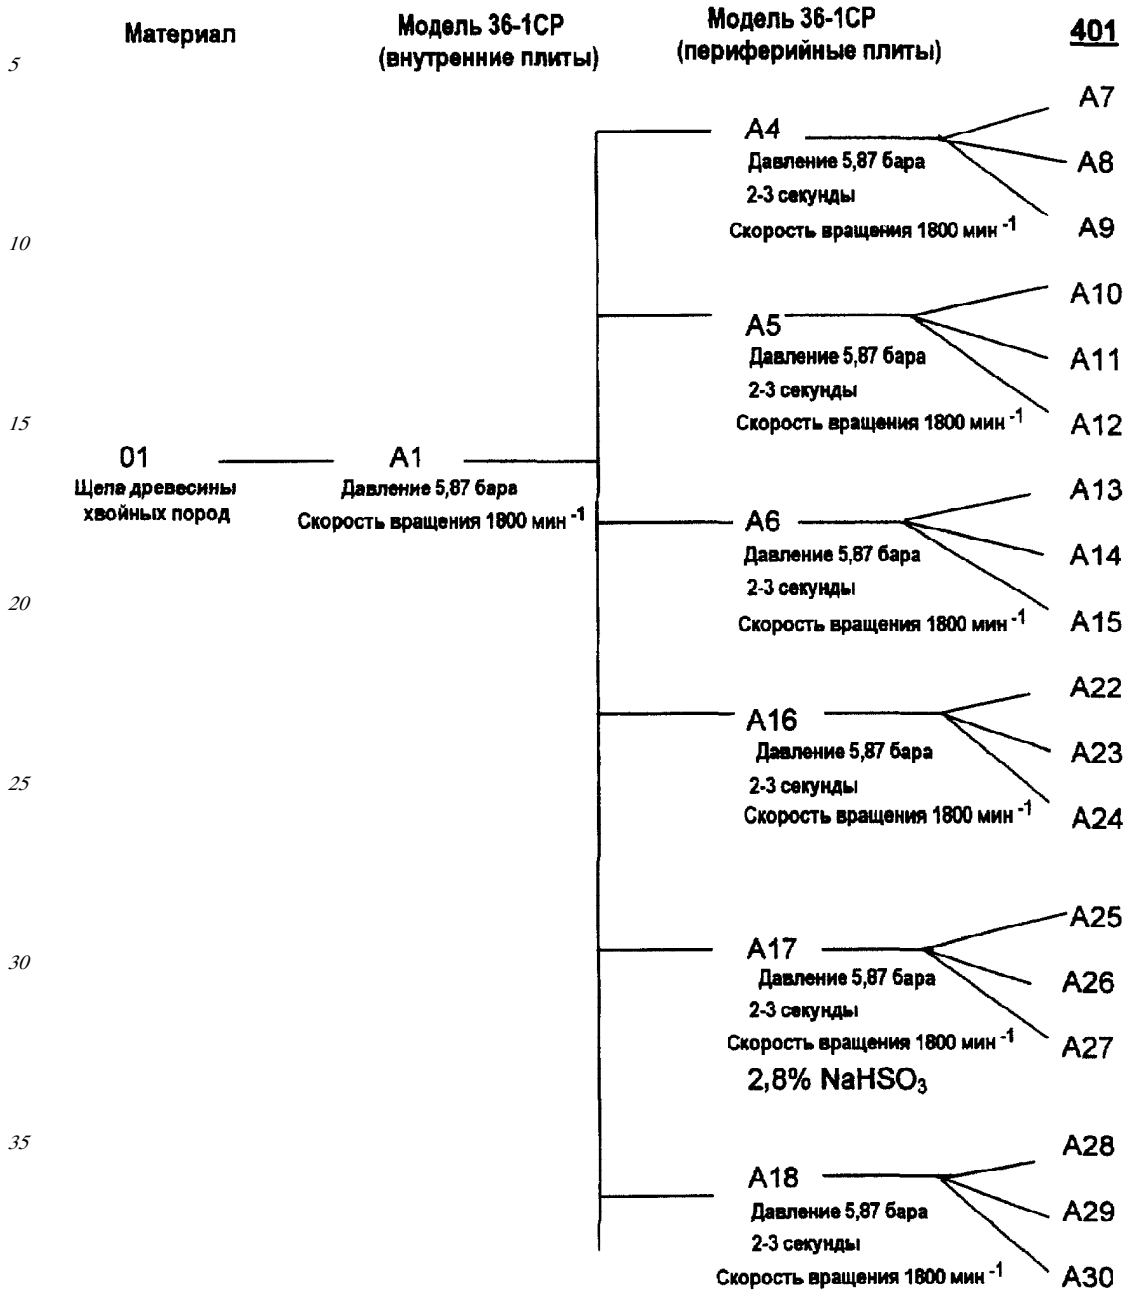 Материал
Модель 36-1СР
(внутренние плиты)
Модель 36-1СР
(периферийные плиты)
401
5
A4
Давление 5,87 бара
2-3 секунды
Скорость вращения 1800 мин -1
A7
A8
A9
10
A5
Давление 5,87 бара
2-3 секунды
Скорость вращения 1800 мин -1
A10
A11
A12
15
01
Щепа древесины
хвойных пород
A1
Давление 5,87 бара
Скорость вращения 1800 мин -1
A6
Давление 5,87 бара
2-3 секунды
Скорость вращения 1800 мин -1
A13
A14
A15
20
A16
Давление 5,87 бара
2-3 секунды
Скорость вращения 1800 мин -1
A22
A23
A24
25
A17
Давление 5,87 бара
2-3 секунды
Скорость вращения 1800 мин -1
2,8% NaHSO3
A25
A26
A27
30
35
A18
Давление 5,87 бара
2-3 секунды
Скорость вращения 1800 мин -1
A28
A29
A30